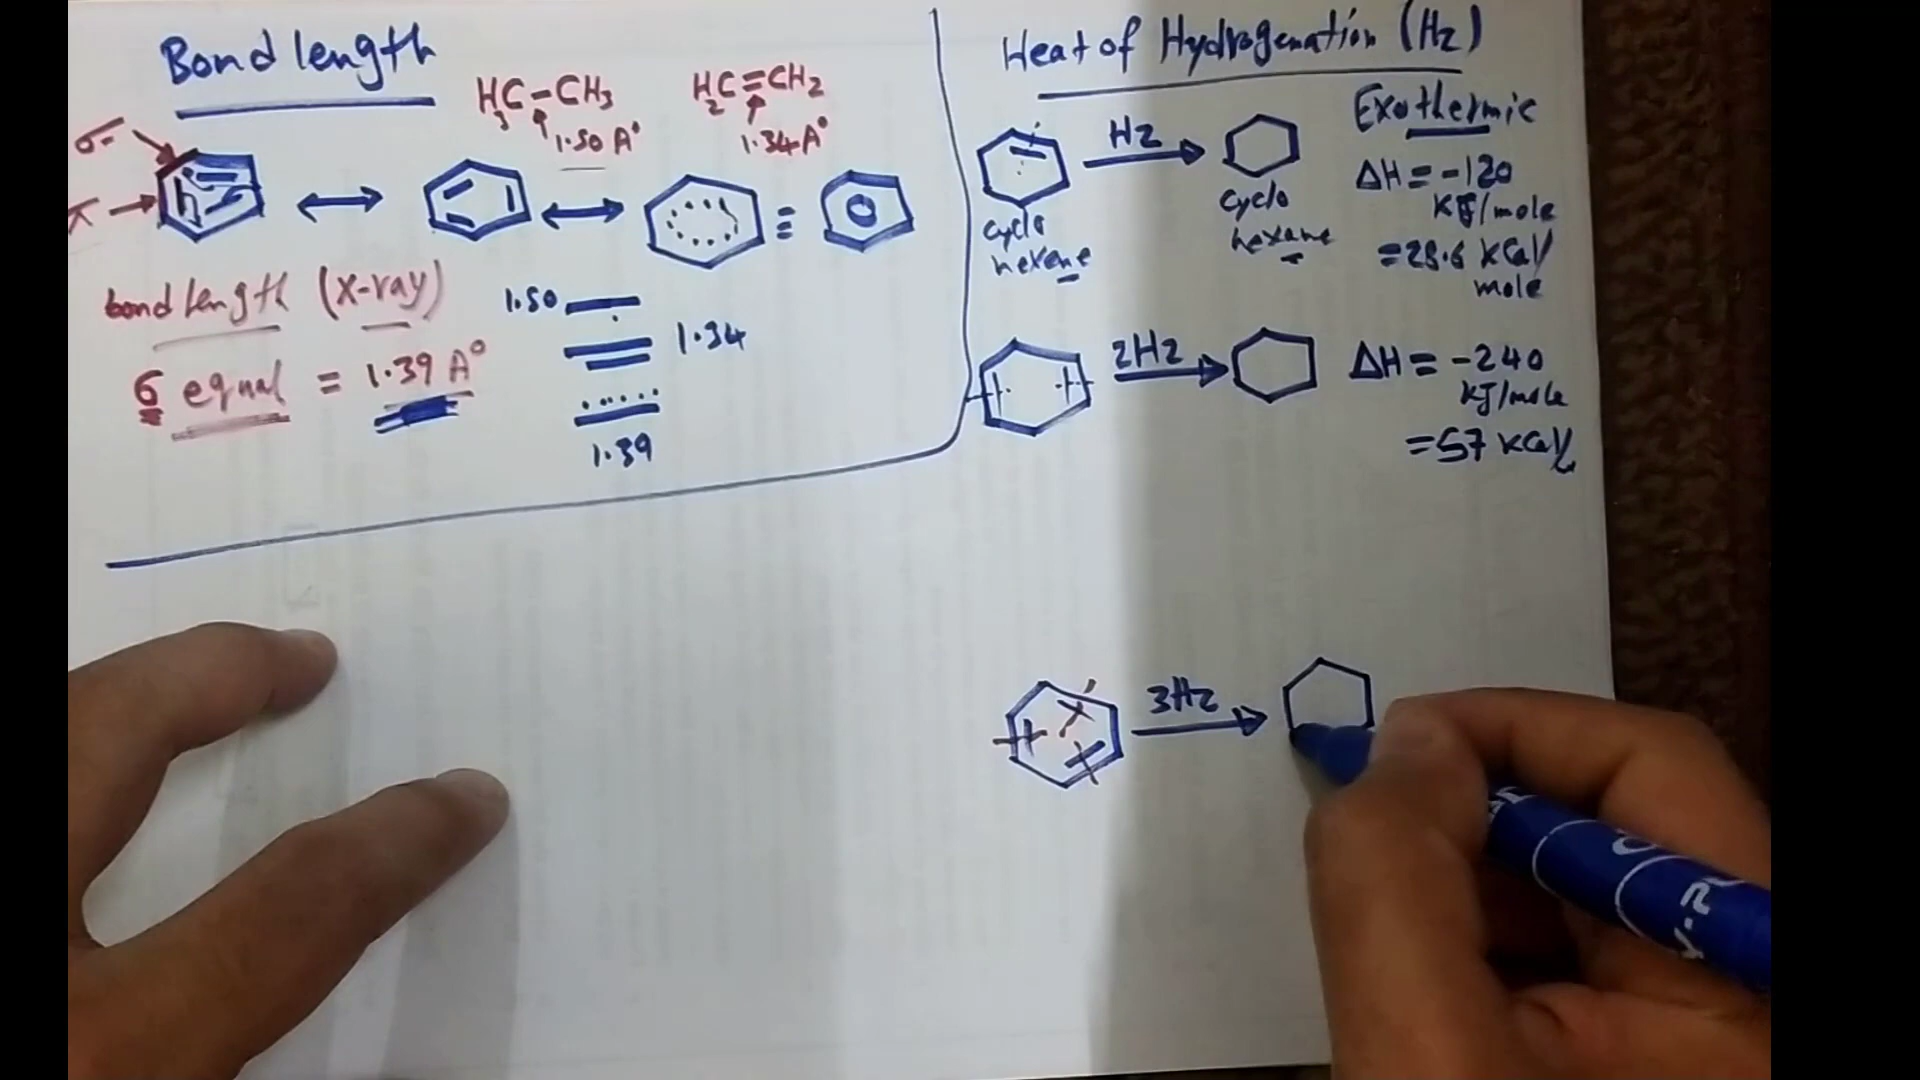 Bond length
H3C-CH3
1.50 A°
H2C=CH2
1.34 A°
σ
π
bond length (X-ray)
6 equal = 1.39 A°
1.50
1.34
1.39
Heat of Hydrogenation (H2)
Exothermic
H2
cyclo
hexene
cyclo
hexane
ΔH = -120
KJ/mole
=28.6 KCal/
mole
2H2
ΔH = -240
KJ/mole
=57 KCal/
3H2